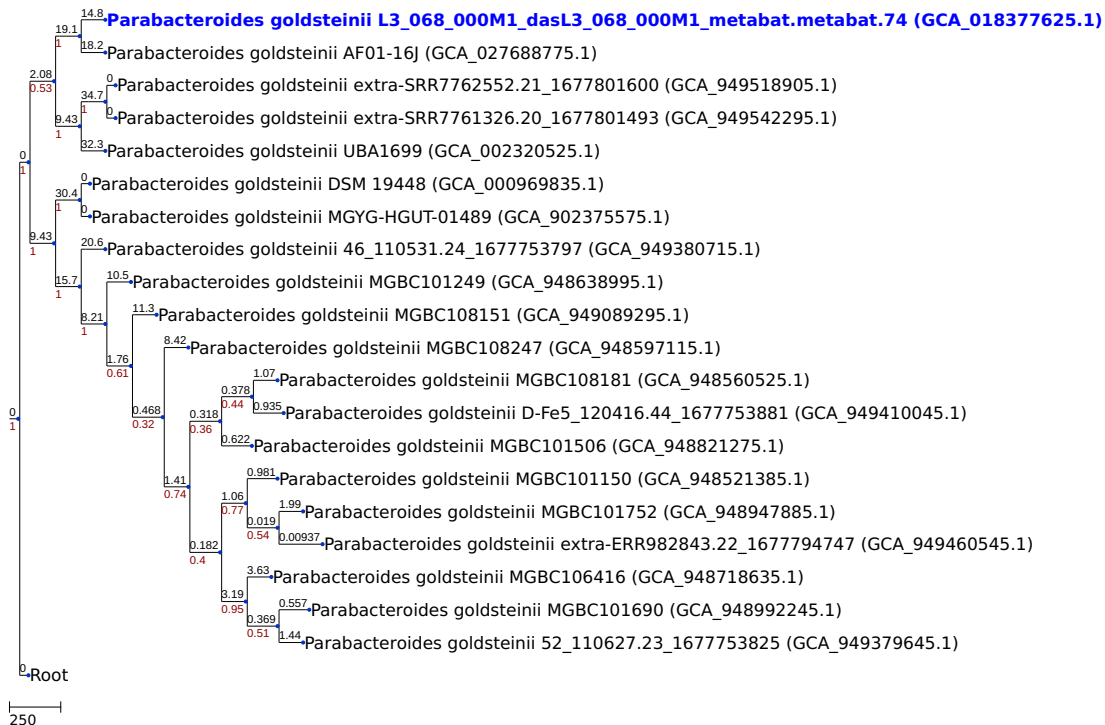 14.8 Parabacteroides goldsteinii L3_068_000M1_dasL3_068_000M1_metabat.metabat.74 (GCA_018377625.1)
19.1
1
18.2 Parabacteroides goldsteinii AF01-16J (GCA_027688775.1)
2.08
0.53
0 Parabacteroides goldsteinii extra-SRR7762552.21_1677801600 (GCA_949518905.1)
34.7
1
0 Parabacteroides goldsteinii extra-SRR7761326.20_1677801493 (GCA_949542295.1)
9.43
1
32.3 Parabacteroides goldsteinii UBA1699 (GCA_002320525.1)
0
1
0 Parabacteroides goldsteinii DSM 19448 (GCA_000969835.1)
30.4
1
0 Parabacteroides goldsteinii MGYG-HGUT-01489 (GCA_902375575.1)
9.43
1
20.6 Parabacteroides goldsteinii 46_110531.24_1677753797 (GCA_949380715.1)
15.7
1
10.5 Parabacteroides goldsteinii MGBC101249 (GCA_948638995.1)
8.21
1
11.3 Parabacteroides goldsteinii MGBC108151 (GCA_949089295.1)
1.76
0.61
8.42 Parabacteroides goldsteinii MGBC108247 (GCA_948597115.1)
0.468
0.32
1.07 Parabacteroides goldsteinii MGBC108181 (GCA_948560525.1)
0.378
0.44
0.935 Parabacteroides goldsteinii D-Fe5_120416.44_1677753881 (GCA_949410045.1)
0.318
0.36
0
1
0.622 Parabacteroides goldsteinii MGBC101506 (GCA_948821275.1)
1.41
0.74
0.981 Parabacteroides goldsteinii MGBC101150 (GCA_948521385.1)
1.06
0.77
1.99 Parabacteroides goldsteinii MGBC101752 (GCA_948947885.1)
0.019
0.54
0.00937 Parabacteroides goldsteinii extra-ERR982843.22_1677794747 (GCA_949460545.1)
0.182
0.4
3.63 Parabacteroides goldsteinii MGBC106416 (GCA_948718635.1)
3.19
0.95
0.557 Parabacteroides goldsteinii MGBC101690 (GCA_948992245.1)
0.369
0.51
1.44 Parabacteroides goldsteinii 52_110627.23_1677753825 (GCA_949379645.1)
0 Root
250